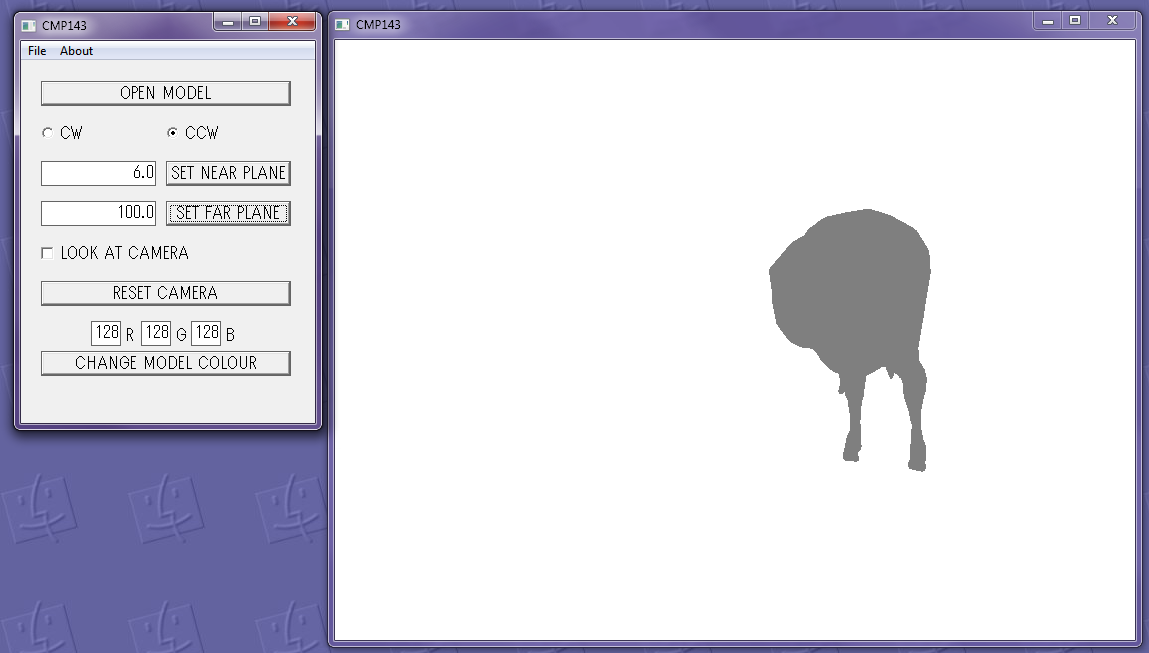 CMP143
File About
OPEN MODEL
CW CCW
6.0 SET NEAR PLANE
100.0 SET FAR PLANE
LOOK AT CAMERA
RESET CAMERA
128 R 128 G 128 B
CHANGE MODEL COLOUR
CMP143